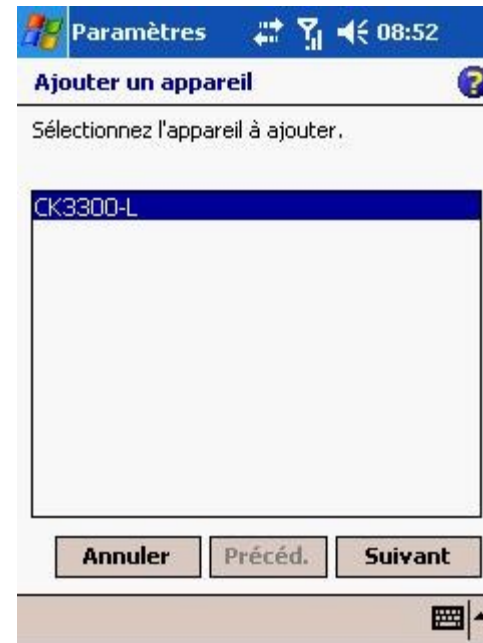 Paramètres 08:52
Ajouter un appareil
Sélectionnez l'appareil à ajouter.
CK3300-L
Annuler Précéd. Suivant